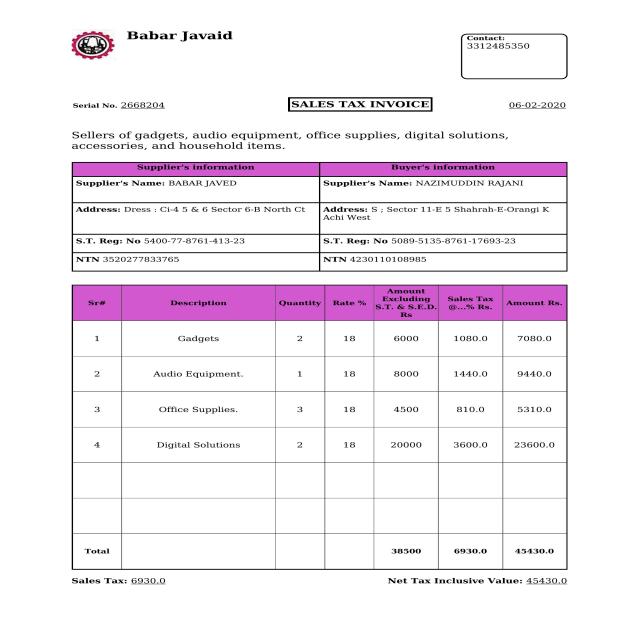 Babar Javaid
Contact:
3312485350
Serial No. 2668204
SALES TAX INVOICE
06-02-2020
Sellers of gadgets, audio equipment, office supplies, digital solutions,
accessories, and household items.
Supplier's information Buyer's information
Supplier's Name: BABAR JAVED Supplier's Name: NAZIMUDDIN RAJANI
Address: Dress : Ci-4 5 & 6 Sector 6-B North Ct Address: S ; Sector 11-E 5 Shahrah-E-Orangi K
Achi West
S.T. Reg: No 5400-77-8761-413-23 S.T. Reg: No 5089-5135-8761-17693-23
NTN 3520277833765 NTN 4230110108985
Sr# Description Quantity Rate % Amount Excluding S.T. & S.E.D. Rs Sales Tax @...% Rs. Amount Rs.
1 Gadgets 2 18 6000 1080.0 7080.0
2 Audio Equipment. 1 18 8000 1440.0 9440.0
3 Office Supplies. 3 18 4500 810.0 5310.0
4 Digital Solutions 2 18 20000 3600.0 23600.0
Total 38500 6930.0 45430.0
Sales Tax: 6930.0 Net Tax Inclusive Value: 45430.0